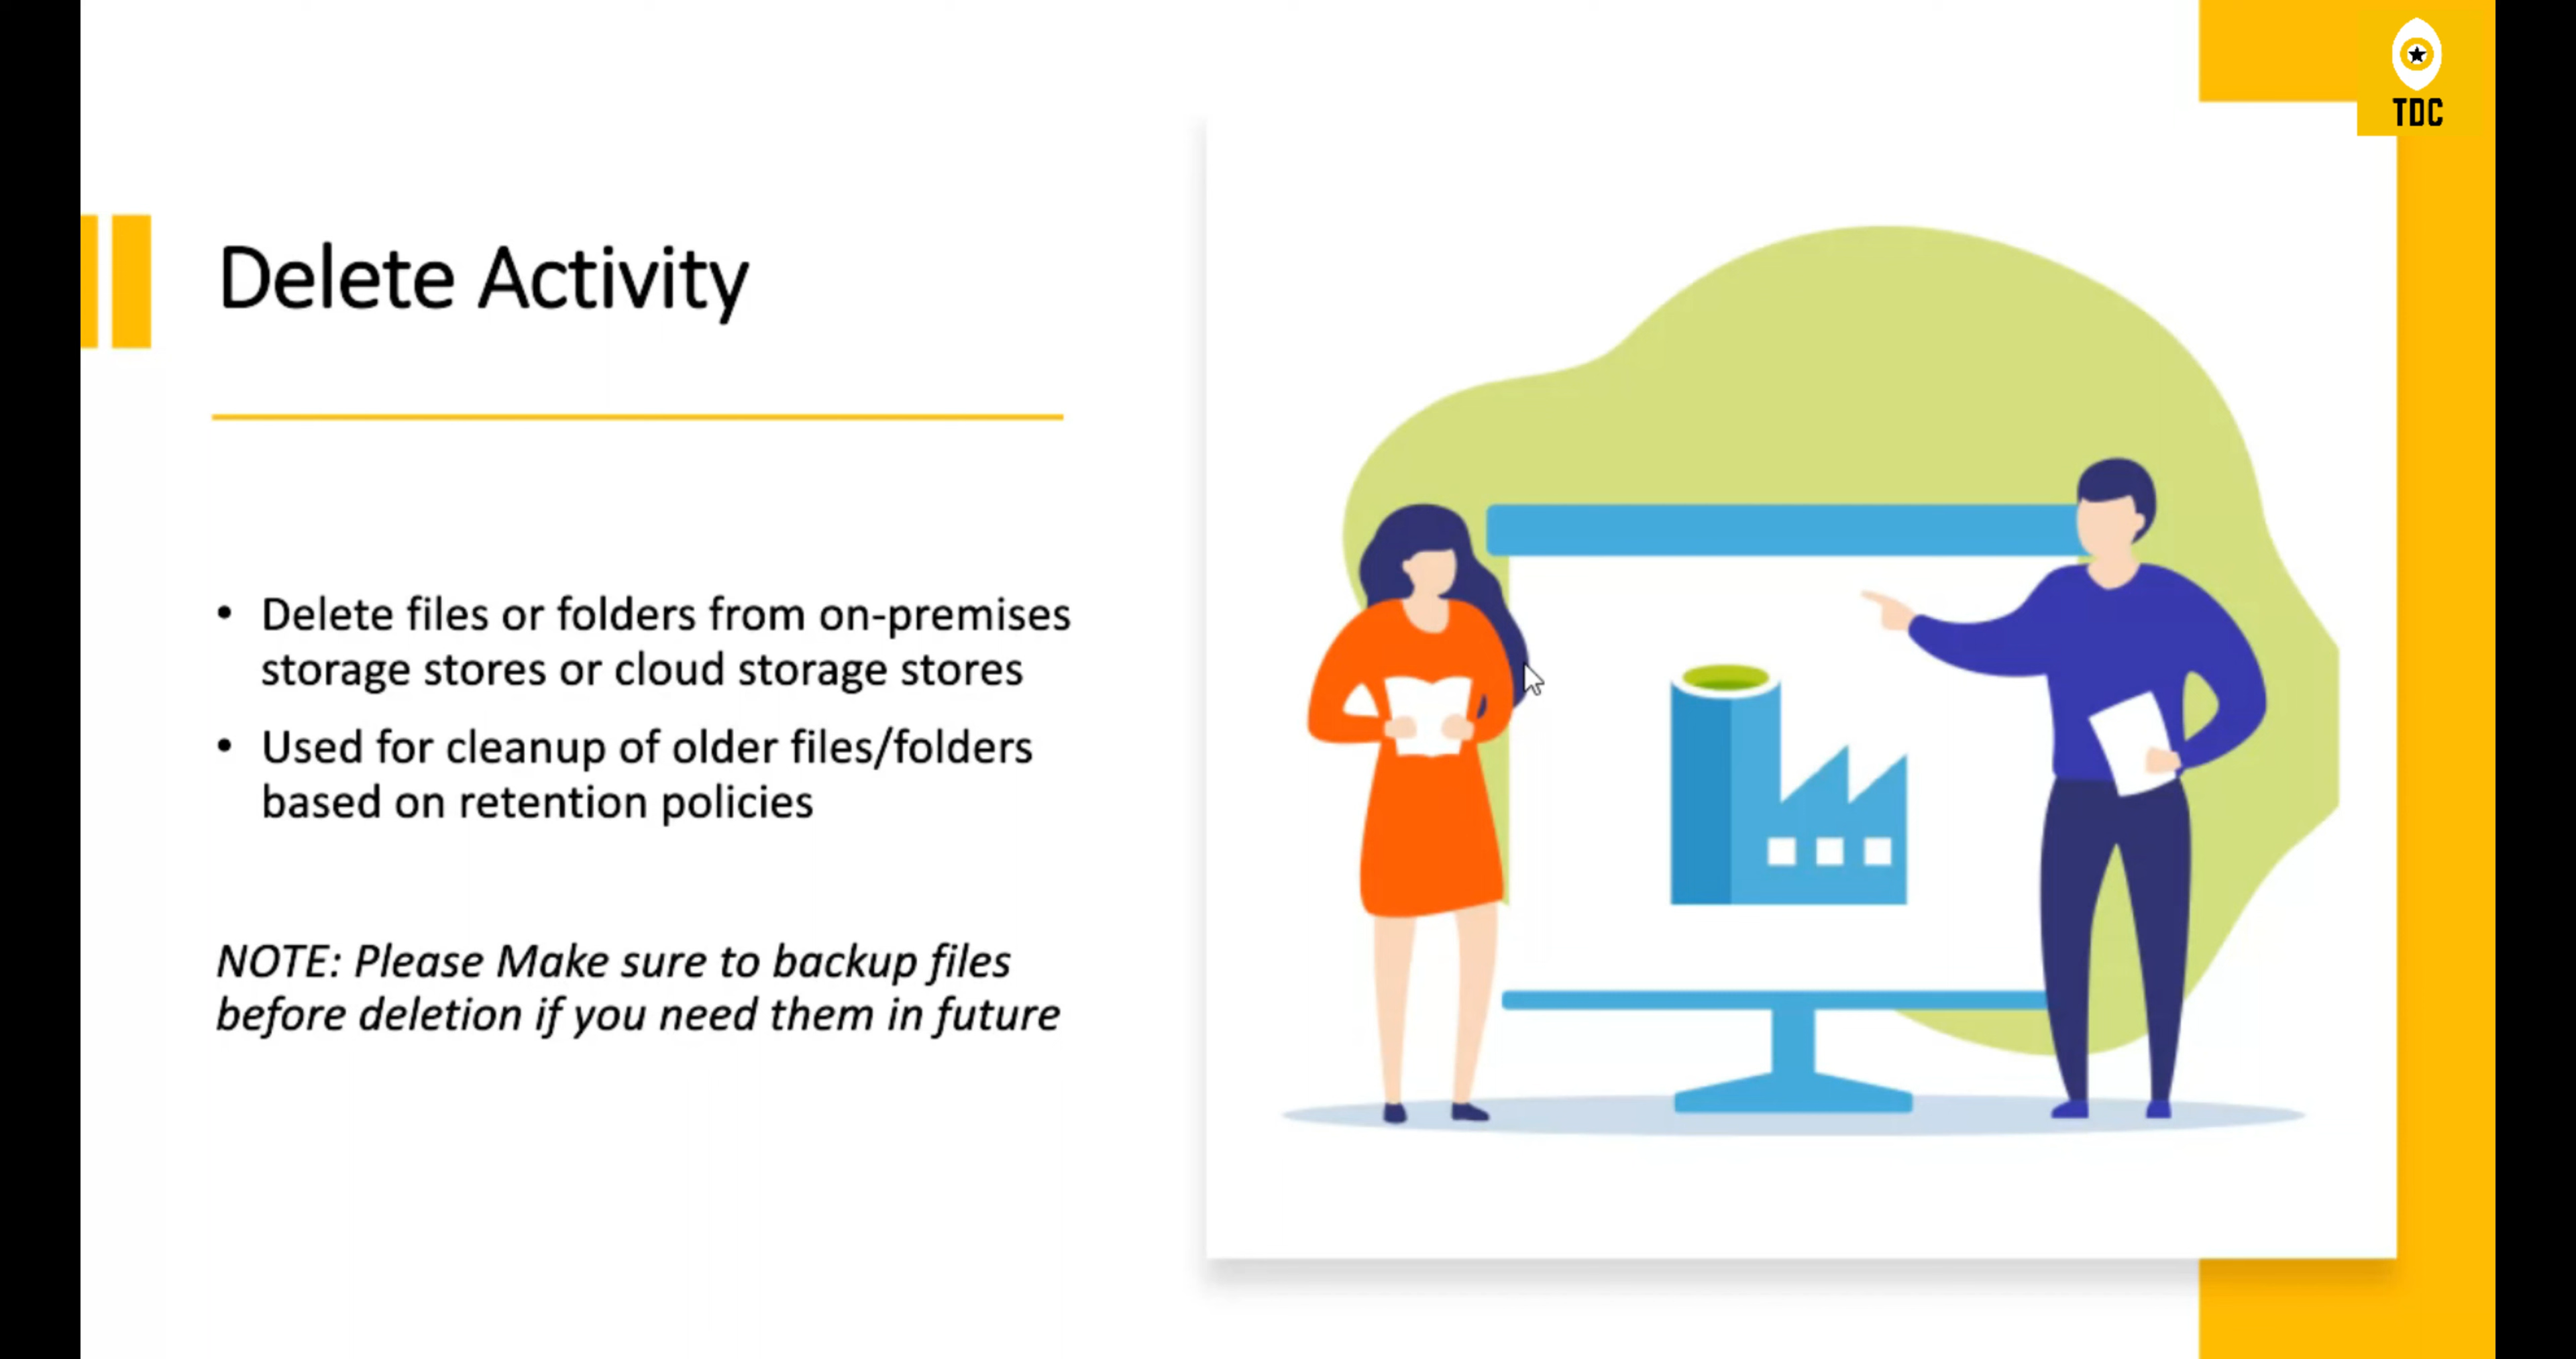 TDC
Delete Activity
• Delete files or folders from on-premises
storage stores or cloud storage stores
• Used for cleanup of older files/folders
based on retention policies
NOTE: Please Make sure to backup files
before deletion if you need them in future